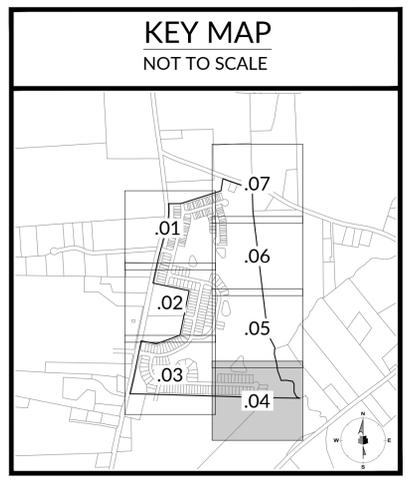 KEY MAP
NOT TO SCALE
.07
.01
.06
.02
.05
.03
.04
N
W E
S